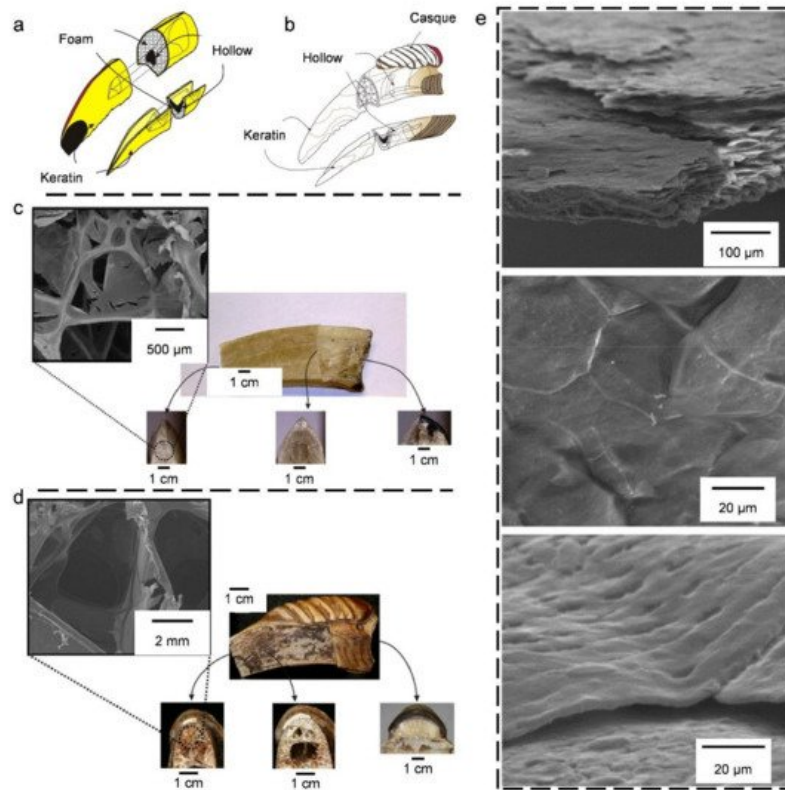 a
Foam
Hollow
Keratin
b
Casque
Hollow
Keratin
c
500 µm
1 cm
1 cm
1 cm
1 cm
d
2 mm
1 cm
1 cm
1 cm
1 cm
e
100 µm
20 µm
20 µm